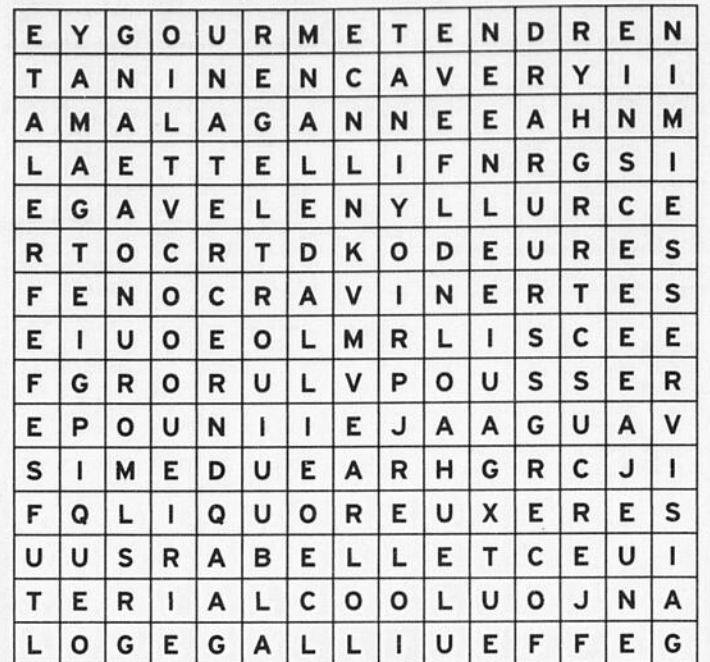 E Y G O U R M E T E N D R E N
T A N I N E N C A V E R Y I I
A M A L A G A N N E E A H N M
L A E T T E L L I F N R G S I
E G A V E L E N Y L L U R C E
R T O C R T D K O D E U R E S
F E N O C R A V I N E R T E S
E I U O E O L M R L I S C E E
F G R O R U L V P O U S S E R
E P O U N I I E J A A G U A V
S I M E D U E A R H G R C J I
F Q L I Q U O R E U X E R E S
U U S R A B E L L E T C E U I
T E R I A L C O O L U O J N A
L O G E G A L L I U E F F E G